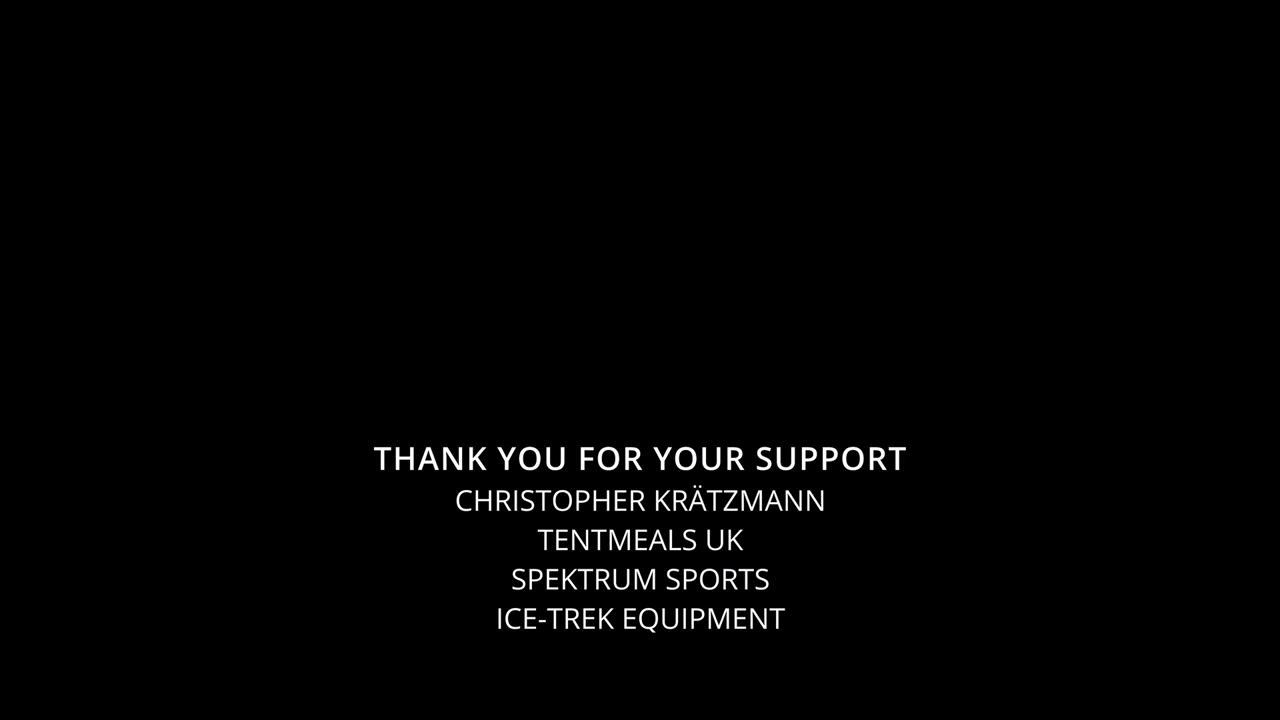 THANK YOU FOR YOUR SUPPORT
CHRISTOPHER KRÄTZMANN
TENTMEALS UK
SPEKTRUM SPORTS
ICE-TREK EQUIPMENT